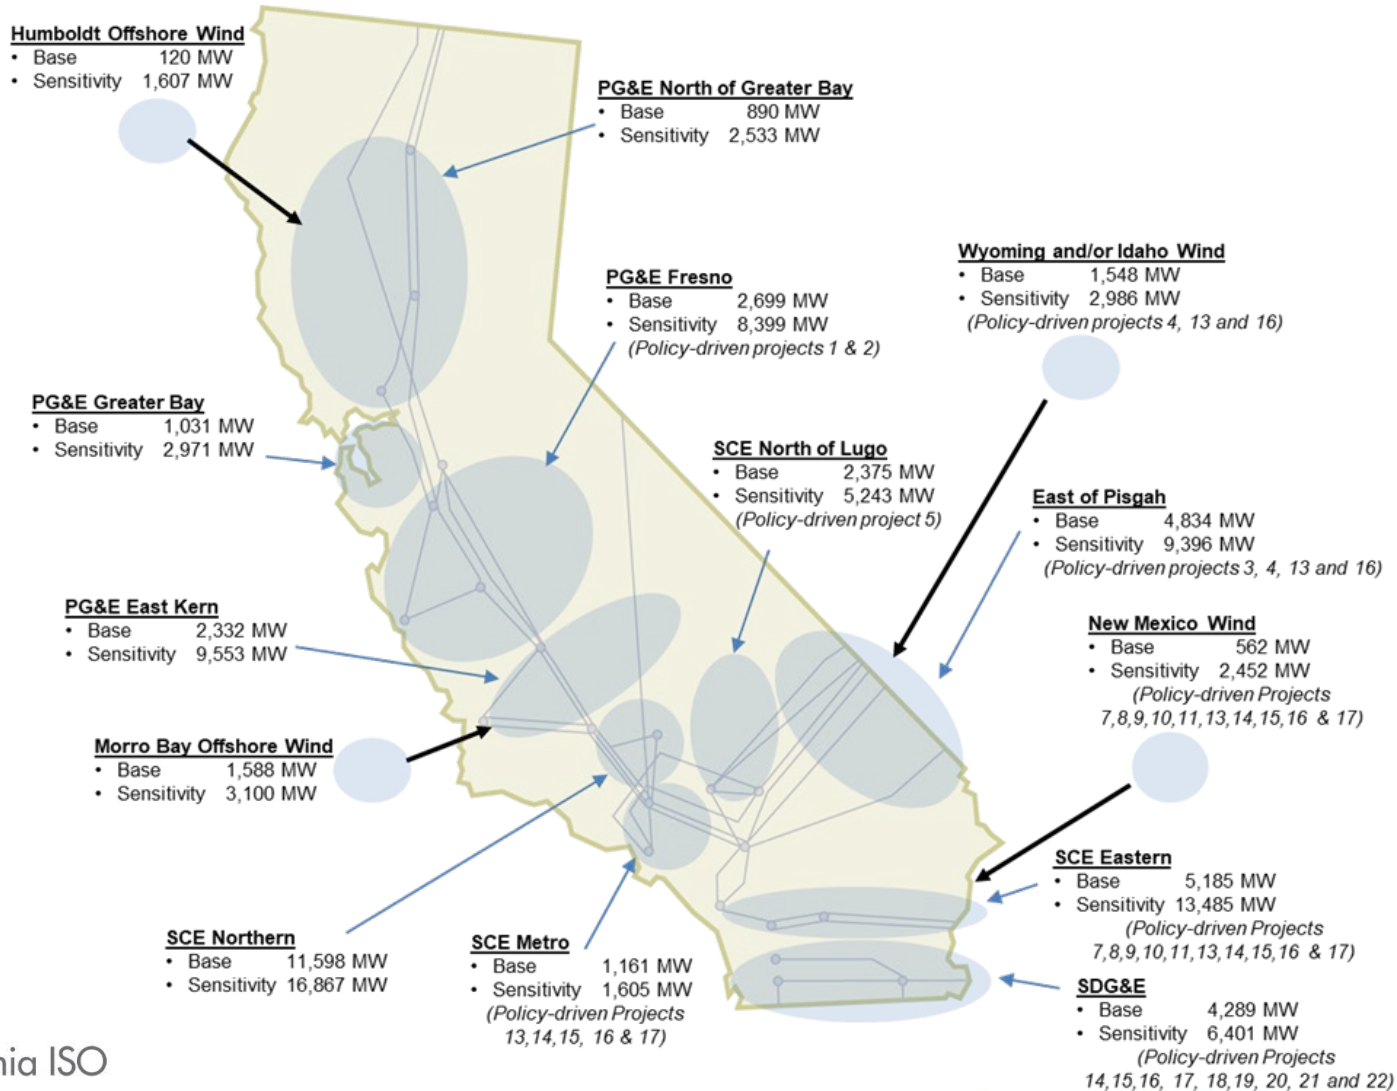 Humboldt Offshore Wind
• Base 120 MW
• Sensitivity 1,607 MW
PG&E North of Greater Bay
• Base 890 MW
• Sensitivity 2,533 MW
Wyoming and/or Idaho Wind
• Base 1,548 MW
• Sensitivity 2,986 MW
(Policy-driven projects 4, 13 and 16)
PG&E Fresno
• Base 2,699 MW
• Sensitivity 8,399 MW
(Policy-driven projects 1 & 2)
PG&E Greater Bay
• Base 1,031 MW
• Sensitivity 2,971 MW
SCE North of Lugo
• Base 2,375 MW
• Sensitivity 5,243 MW
(Policy-driven project 5)
East of Pisgah
• Base 4,834 MW
• Sensitivity 9,396 MW
(Policy-driven projects 3, 4, 13 and 16)
PG&E East Kern
• Base 2,332 MW
• Sensitivity 9,553 MW
New Mexico Wind
• Base 562 MW
• Sensitivity 2,452 MW
(Policy-driven Projects
7,8,9,10,11,13,14,15,16 & 17)
Morro Bay Offshore Wind
• Base 1,588 MW
• Sensitivity 3,100 MW
SCE Eastern
• Base 5,185 MW
• Sensitivity 13,485 MW
(Policy-driven Projects
7,8,9,10,11,13,14,15,16 & 17)
SCE Northern
• Base 11,598 MW
• Sensitivity 16,867 MW
SCE Metro
• Base 1,161 MW
• Sensitivity 1,605 MW
(Policy-driven Projects
13,14,15, 16 & 17)
SDG&E
• Base 4,289 MW
• Sensitivity 6,401 MW
(Policy-driven Projects
14,15,16, 17, 18,19, 20, 21 and 22)
nia ISO